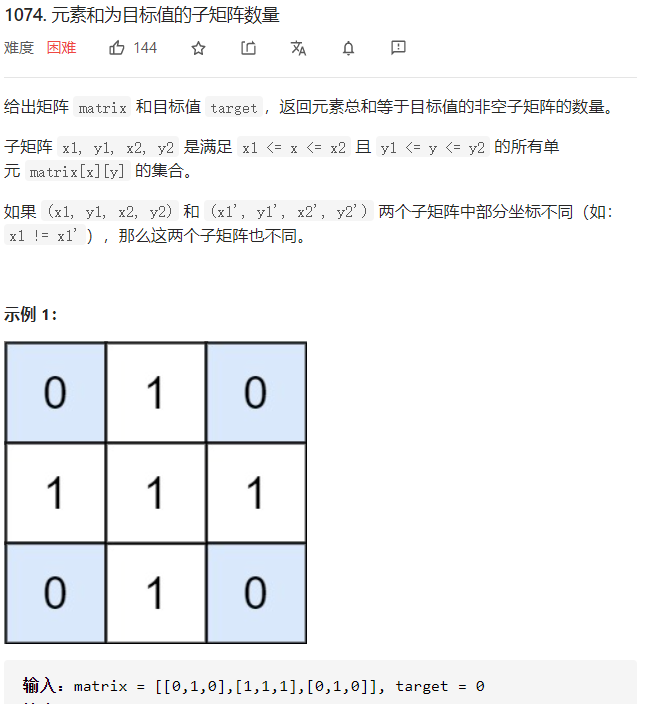 1074. 元素和为目标值的子矩阵数量
难度 困难 144
给出矩阵 matrix 和目标值 target，返回元素总和等于目标值的非空子矩阵的数量。
子矩阵 x1, y1, x2, y2 是满足 x1 <= x <= x2 且 y1 <= y <= y2 的所有单
元 matrix[x][y] 的集合。
如果 (x1, y1, x2, y2) 和 (x1', y1', x2', y2') 两个子矩阵中部分坐标不同（如：
x1 != x1' ），那么这两个子矩阵也不同。
示例 1：
0 1 0
1 1 1
0 1 0
输入：matrix = [[0,1,0],[1,1,1],[0,1,0]], target = 0